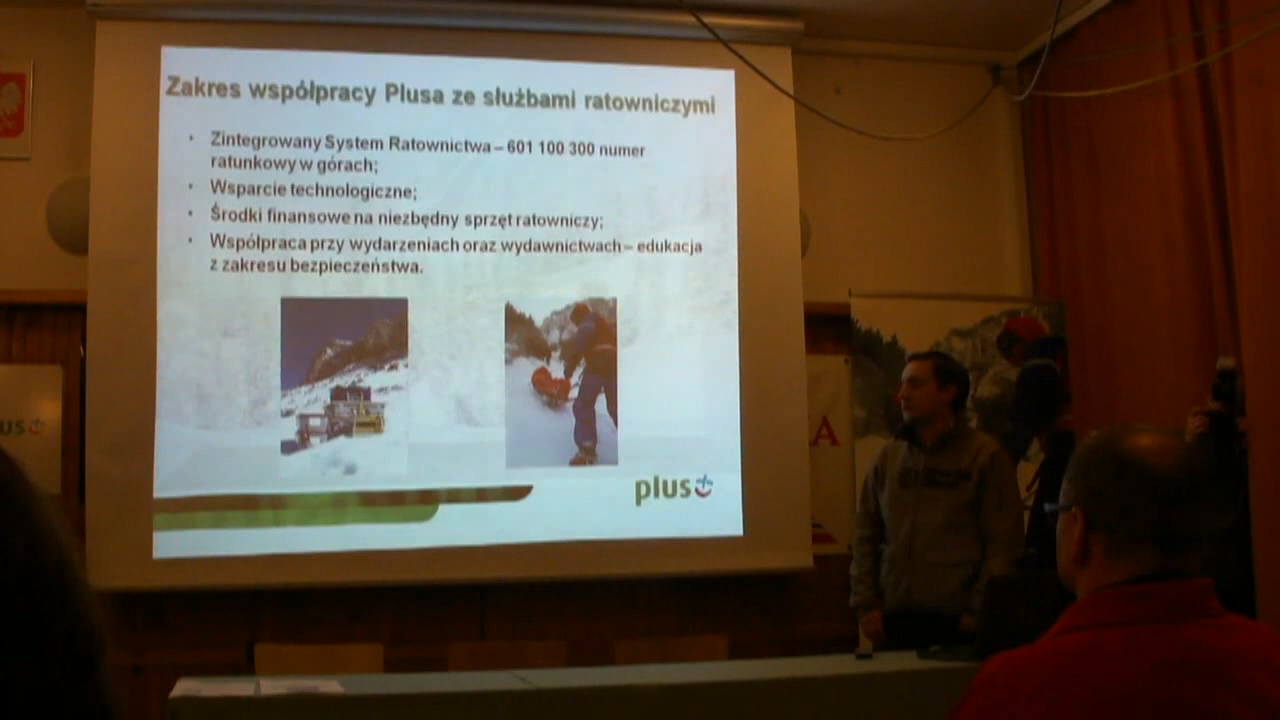 Zakres współpracy Plusa ze służbami ratowniczymi
• Zintegrowany System Ratownictwa – 601 100 300 numer
ratunkowy w górach;
• Wsparcie technologiczne;
• Środki finansowe na niezbędny sprzęt ratowniczy;
• Współpraca przy wydarzeniach oraz wydawnictwach – edukacja
z zakresu bezpieczeństwa.
plus
us
A